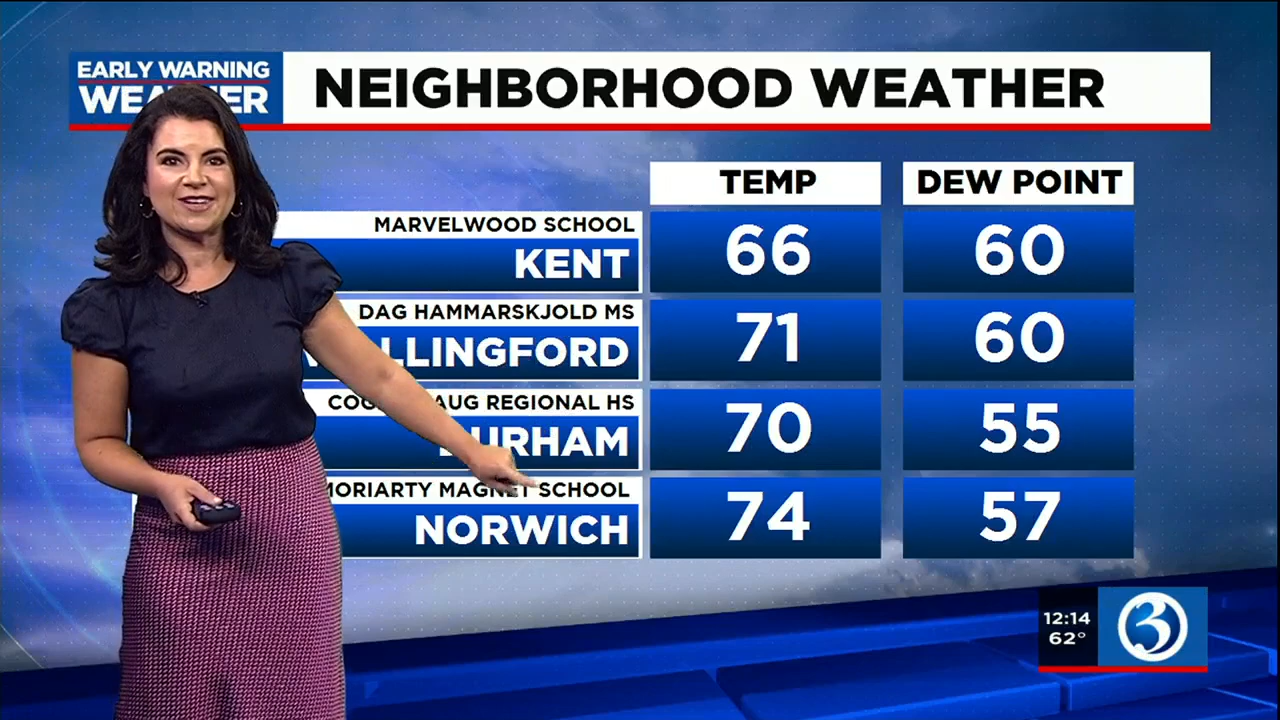 EARLY WARNING
NEIGHBORHOOD WEATHER
TEMP DEW POINT
MARVELWOOD SCHOOL
KENT 66 60
DAG HAMMARSKJOLD MS
71 60
REGIONAL HS
70 55
MAGNET SCHOOL
NORWICH 74 57
12:14
62°
3